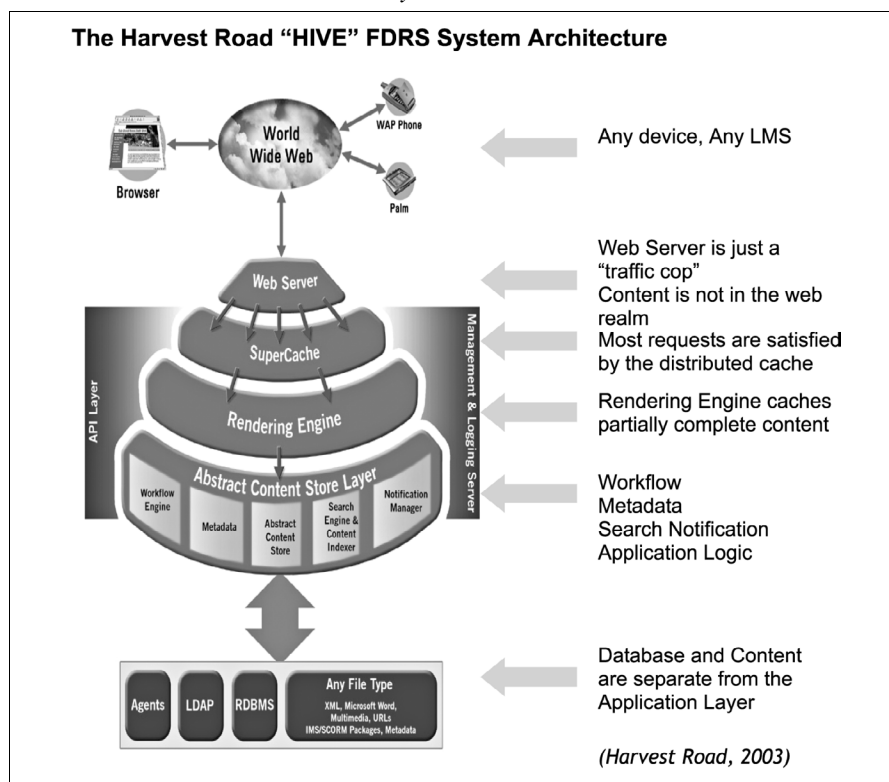 The Harvest Road “HIVE” FDRS System Architecture
World
Wide Web
WAP Phone
Browser
Palm
Any device, Any LMS
Web Server
Web Server is just a
“traffic cop”
Content is not in the web
realm
SuperCache
Most requests are satisfied
by the distributed cache
API Layer
Management & Logging Server
Rendering Engine
Rendering Engine caches
partially complete content
Abstract Content Store Layer
Workflow
Engine
Metadata
Abstract
Content
Store
Search
Engine &
Content
Indexer
Notification
Manager
Workflow
Metadata
Search Notification
Application Logic
Agents
LDAP
RDBMS
Any File Type
XML, Microsoft Word,
Multimedia, URLs
IMS/SCORM Packages, Metadata
Database and Content
are separate from the
Application Layer
(Harvest Road, 2003)